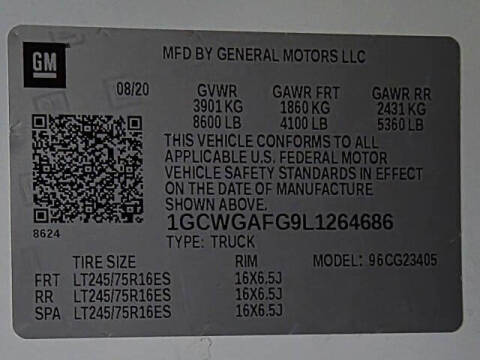 GM
MFD BY GENERAL MOTORS LLC
08/20 GVWR GAWR FRT GAWR RR
3901 KG 1860 KG 2431 KG
8600 LB 4100 LB 5360 LB
THIS VEHICLE CONFORMS TO ALL
APPLICABLE U.S. FEDERAL MOTOR
VEHICLE SAFETY STANDARDS IN EFFECT
ON THE DATE OF MANUFACTURE
SHOWN ABOVE.
1GCWGAFG9L1264686
8624 TYPE: TRUCK
TIRE SIZE RIM MODEL: 96CG23405
FRT LT245/75R16ES 16X6.5J
RR LT245/75R16ES 16X6.5J
SPA LT245/75R16ES 16X6.5J